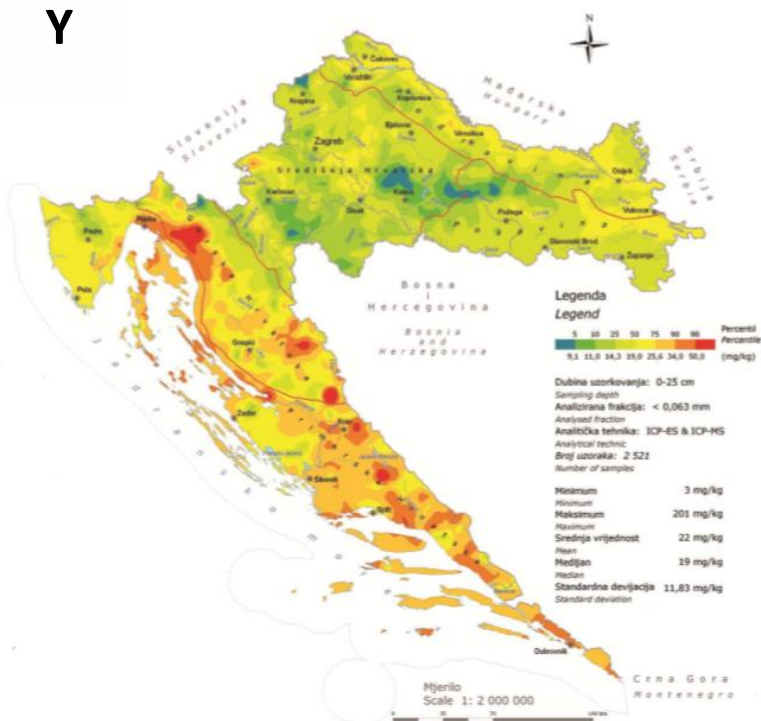 Y
N
Čakovec
Varaždin
Krapina
Koprivnica
Mađarska
Hungary
Slovenija
Slovenia
Bjelovar
Virovitica
Zagreb
Središnja Hrvatska
Osijek
Srbija
Serbia
Karlovac
Kutina
Sisak
Požega
Vukovar
Rijeka
Pazin
Slavonski Brod
Županja
Pula
Bosna
i
Hercegovina
Bosnia
and
Herzegovina
Gospić
Zadar
Knin
Šibenik
Split
Dubrovnik
Crna Gora
Montenegro
Legenda
Legend
5 10 25 50 75 90 98 Percentil
Percentile
9,1 11,0 14,3 19,0 25,6 34,0 50,0 (mg/kg)
Dubina uzorkovanja: 0-25 cm
Sampling depth
Analizirana frakcija: < 0,063 mm
Analysed fraction
Analitička tehnika: ICP-ES & ICP-MS
Analytical technic
Broj uzoraka: 2 521
Number of samples
Minimum 3 mg/kg
Minimum
Maksimum 201 mg/kg
Maximum
Srednja vrijednost 22 mg/kg
Mean
Medijan 19 mg/kg
Median
Standardna devijacija 11,83 mg/kg
Standard deviation
Mjerilo
Scale 1: 2 000 000